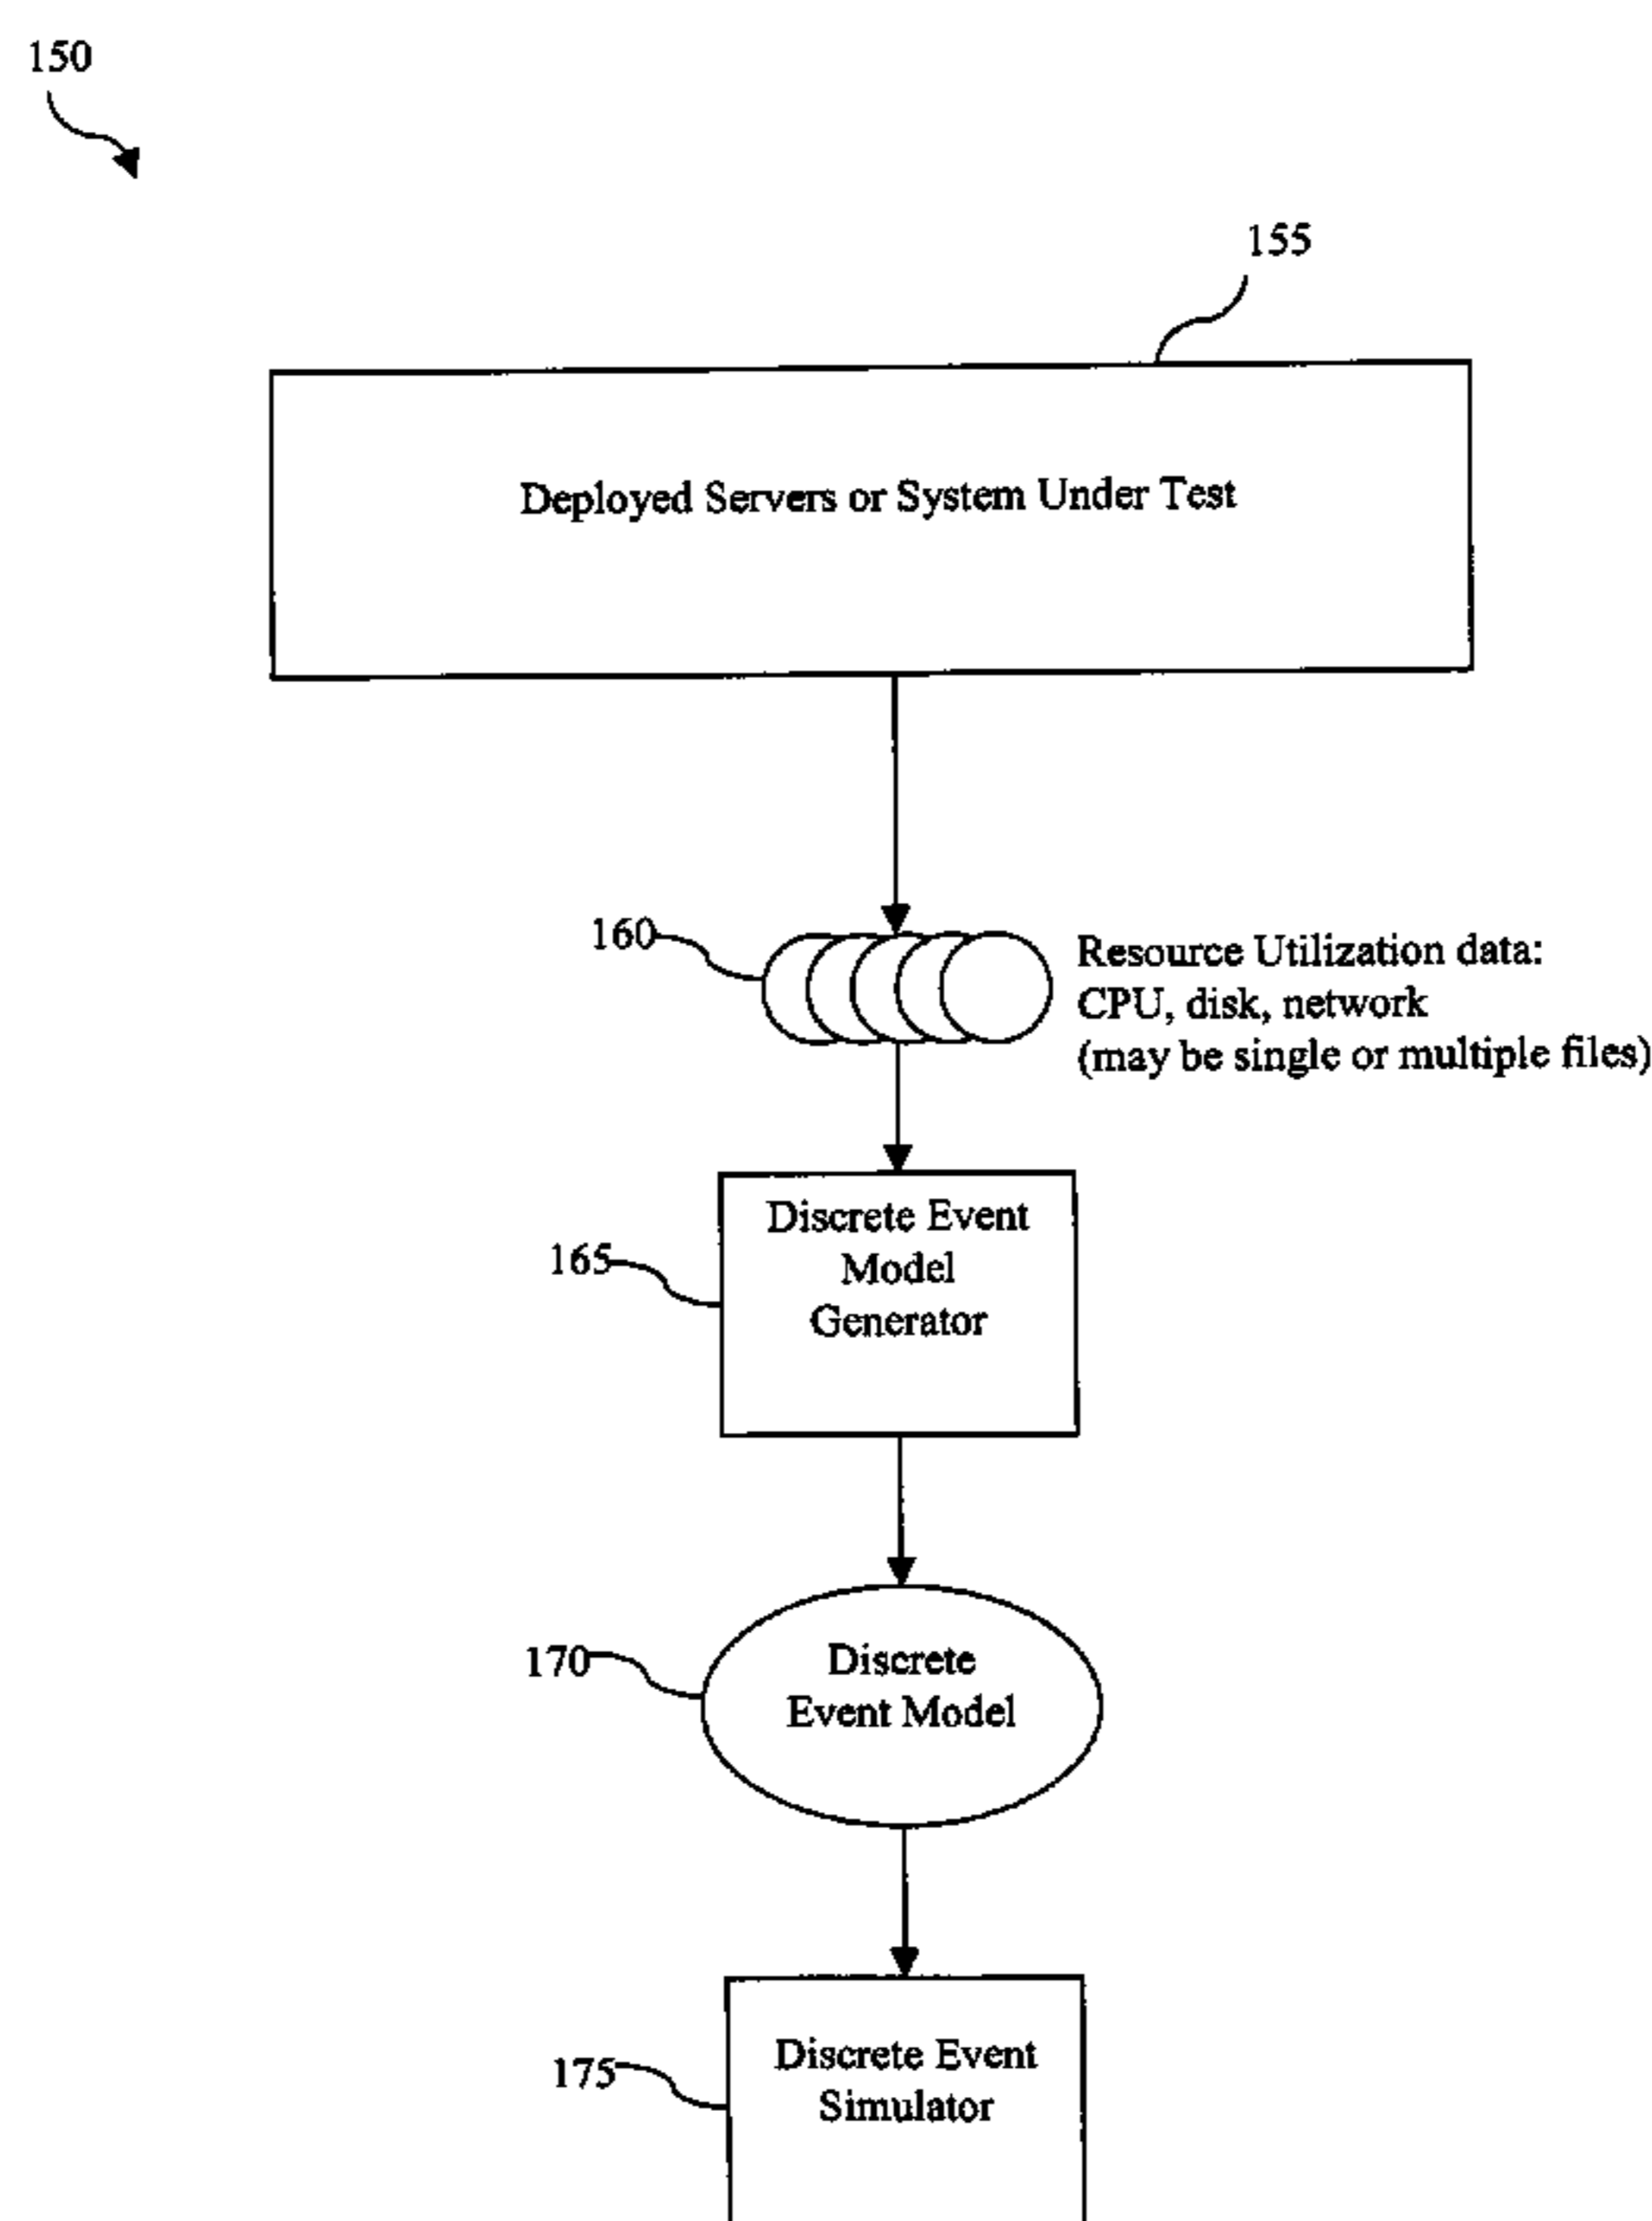 150
155
Deployed Servers or System Under Test
160
Resource Utilization data:
CPU, disk, network
(may be single or multiple files)
165
Discrete Event
Model
Generator
170
Discrete
Event Model
175
Discrete Event
Simulator